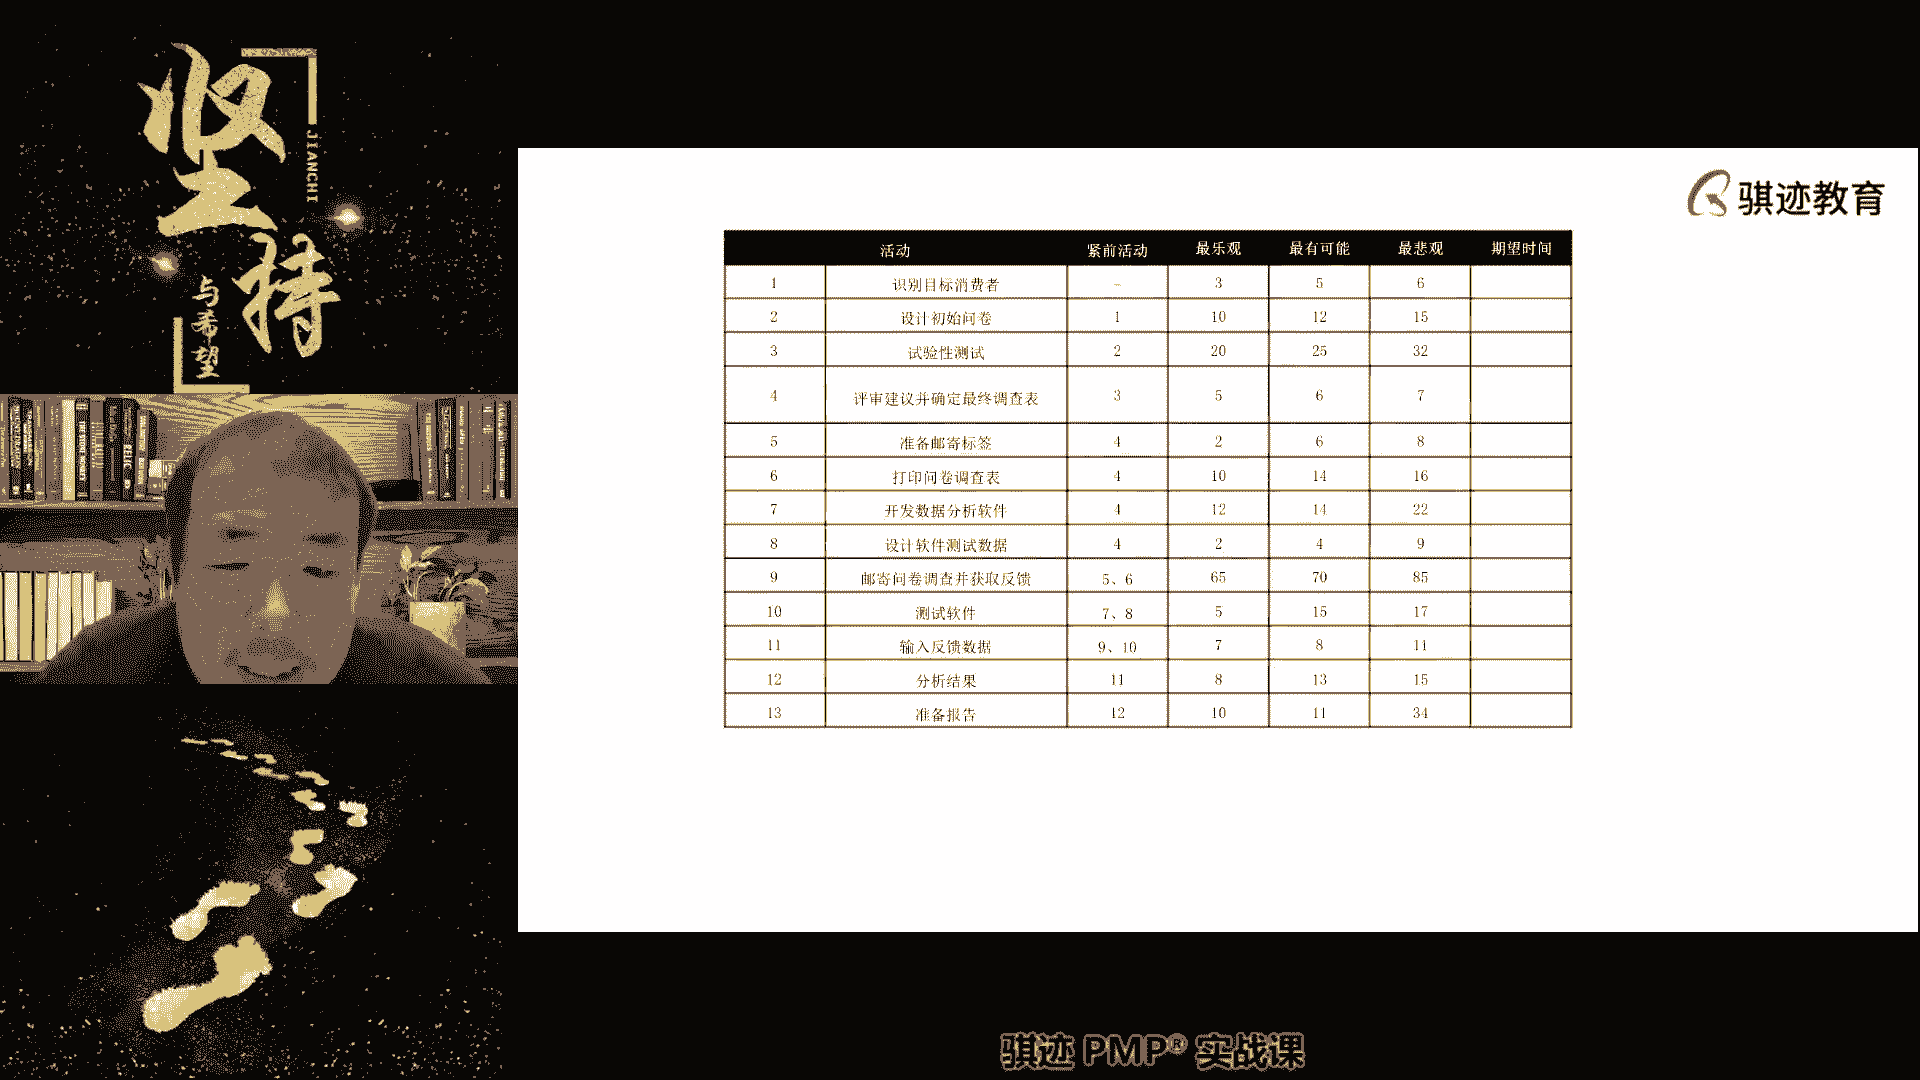 坚持
JIANCHI
与希望
骐迹教育
活动 紧前活动 最乐观 最有可能 最悲观 期望时间
1 识别目标消费者 – 3 5 6
2 设计初始问卷 1 10 12 15
3 试验性测试 2 20 25 32
4 评审建议并确定最终调查表 3 5 6 7
5 准备邮寄标签 4 2 6 8
6 打印问卷调查表 4 10 14 16
7 开发数据分析软件 4 12 14 22
8 设计软件测试数据 4 2 4 9
9 邮寄问卷调查并获取反馈 5、6 65 70 85
10 测试软件 7、8 5 15 17
11 输入反馈数据 9、10 7 8 11
12 分析结果 11 8 13 15
13 准备报告 12 10 11 34
骐迹 PMP® 实战课